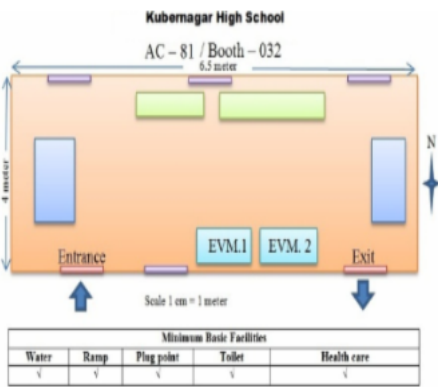 Kubernagar High School
AC – 81 / Booth – 032
6.5 meter
N
4 meter
EVM.1 EVM. 2
Entrance Exit
Scale 1 cm = 1 meter
Minimum Basic Facilities
Water Ramp Plug point Toilet Health care
√ √ √ √ √